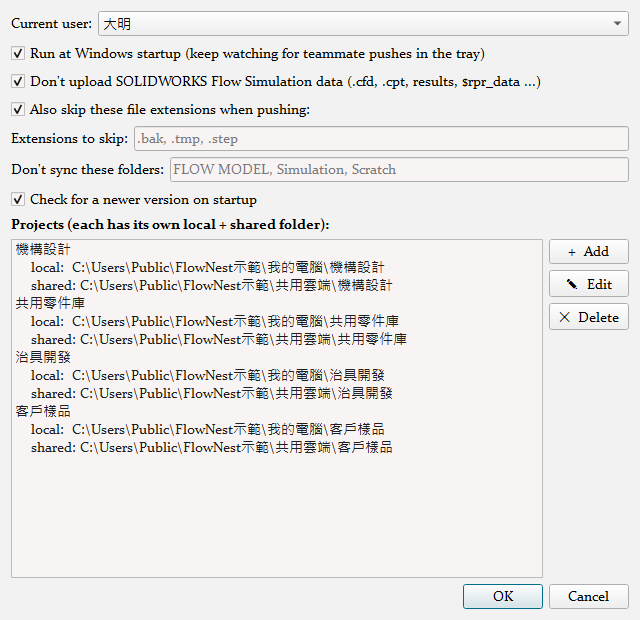 Current user: 大明
Run at Windows startup (keep watching for teammate pushes in the tray)
Don't upload SOLIDWORKS Flow Simulation data (.cfd, .cpt, results, $rpr_data ...)
Also skip these file extensions when pushing:
Extensions to skip: .bak, .tmp, .step
Don't sync these folders: FLOW MODEL, Simulation, Scratch
Check for a newer version on startup
Projects (each has its own local + shared folder):
機構設計
local: C:\Users\Public\FlowNest示範\我的電腦\機構設計
shared: C:\Users\Public\FlowNest示範\共用雲端\機構設計
共用零件庫
local: C:\Users\Public\FlowNest示範\我的電腦\共用零件庫
shared: C:\Users\Public\FlowNest示範\共用雲端\共用零件庫
治具開發
local: C:\Users\Public\FlowNest示範\我的電腦\治具開發
shared: C:\Users\Public\FlowNest示範\共用雲端\治具開發
客戶樣品
local: C:\Users\Public\FlowNest示範\我的電腦\客戶樣品
shared: C:\Users\Public\FlowNest示範\共用雲端\客戶樣品
+ Add
Edit
Delete
OK
Cancel